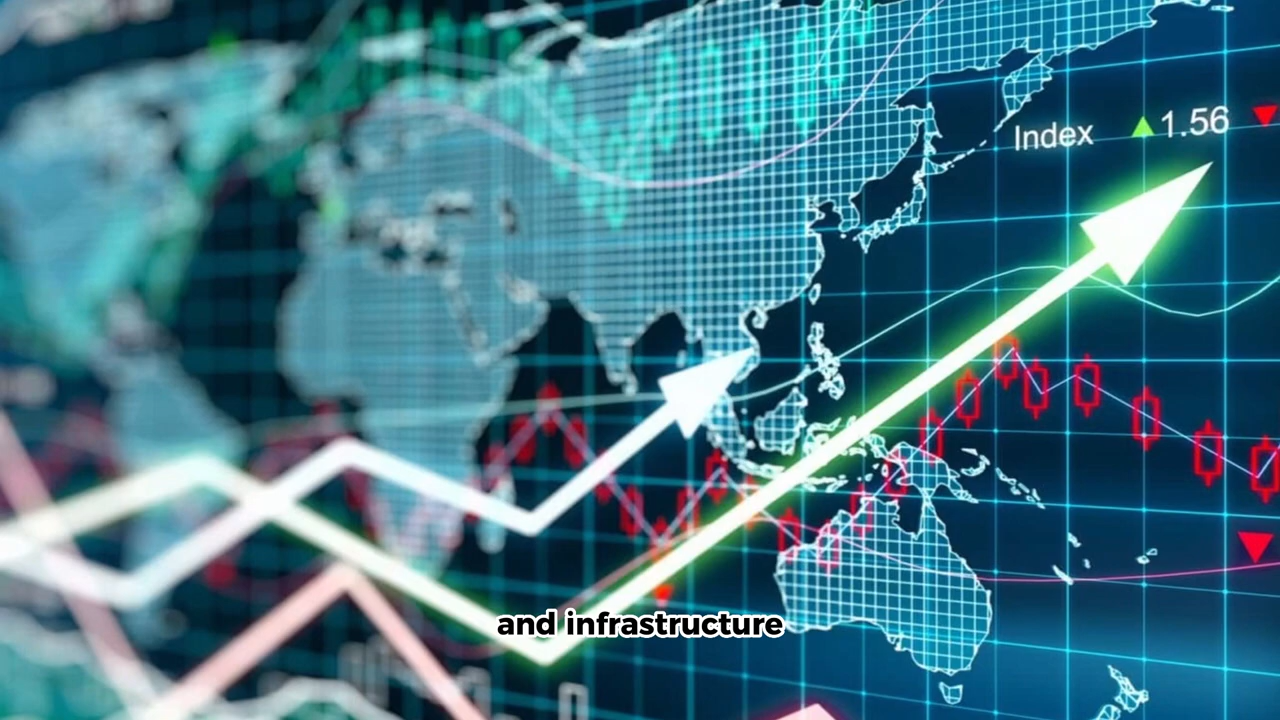 Index ▲1.56 ▼
and infrastructure